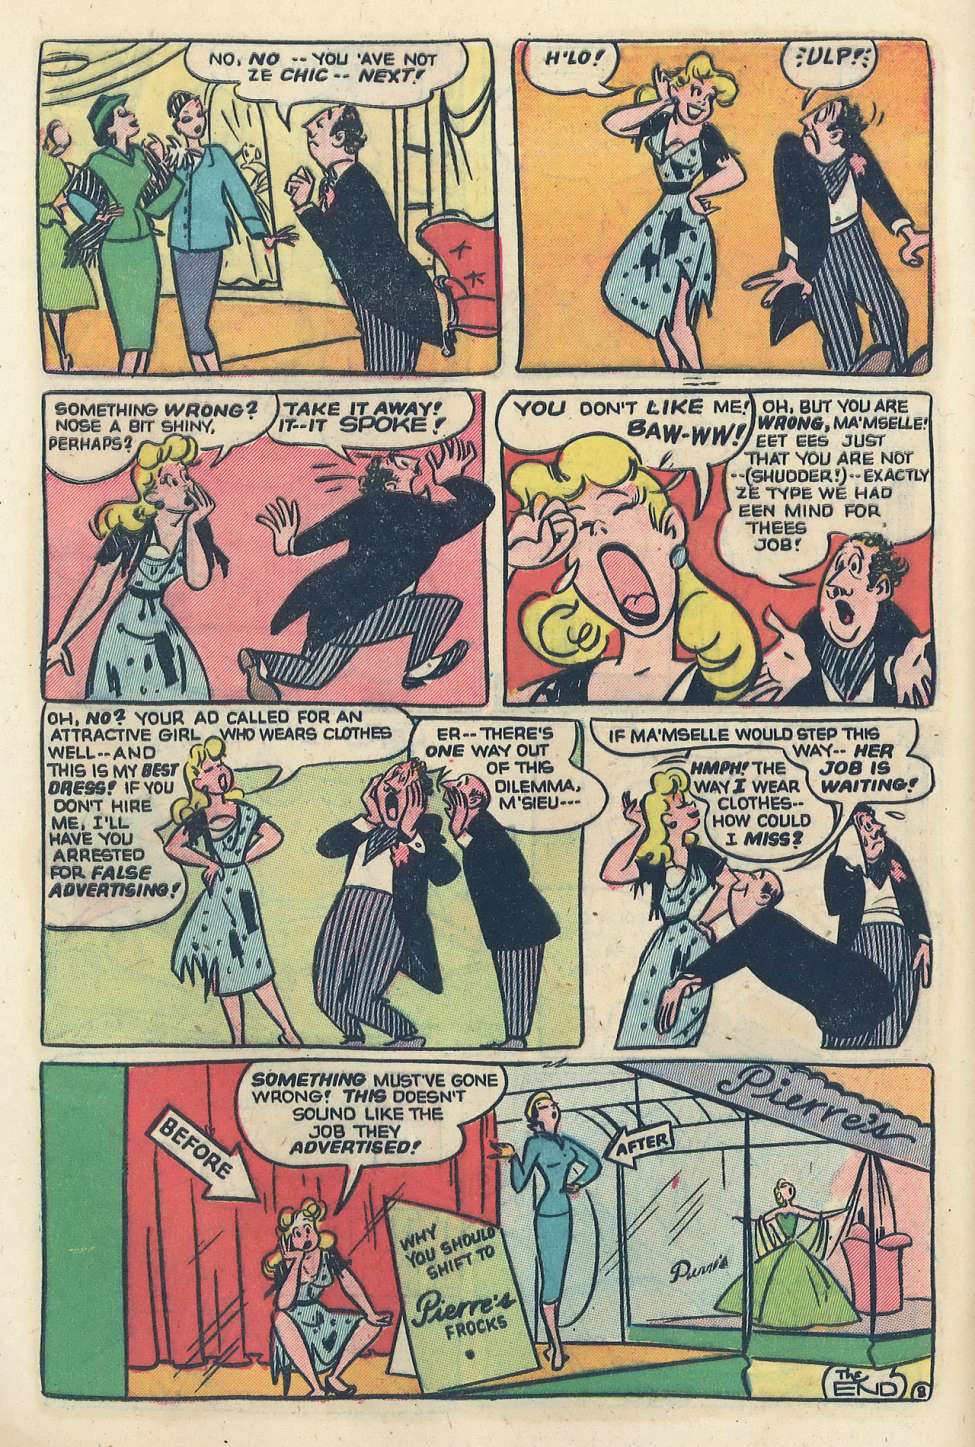 NO, NO -- YOU 'AVE NOT
ZE CHIC -- NEXT!
H'LO!
ULP!
SOMETHING WRONG?
NOSE A BIT SHINY,
PERHAPS?
TAKE IT AWAY!
IT--IT SPOKE!
YOU DON'T LIKE ME!
BAW-WW!
OH, BUT YOU ARE
WRONG, MA'MSELLE!
EET EES JUST
THAT YOU ARE NOT
--(SHUDDER!)--EXACTLY
ZE TYPE WE HAD
EEN MIND FOR
THEES
JOB!
OH, NO? YOUR AD CALLED FOR AN
ATTRACTIVE GIRL WHO WEARS CLOTHES
WELL--AND
THIS IS MY BEST
DRESS! IF YOU
DON'T HIRE
ME, I'LL
HAVE YOU
ARRESTED
FOR FALSE
ADVERTISING!
ER-- THERE'S
ONE WAY OUT
OF THIS
DILEMMA,
M'SIEU---
IF MA'MSELLE WOULD STEP THIS
WAY-- HER
JOB IS
WAITING!
HMPH! THE
WAY I WEAR
CLOTHES--
HOW COULD
I MISS?
SOMETHING MUST'VE GONE
WRONG! THIS DOESN'T
SOUND LIKE THE
JOB THEY
ADVERTISED!
BEFORE
WHY
YOU SHOULD
SHIFT TO
Pierre's
FROCKS
AFTER
Pierre's
Pierre's
The
END
8